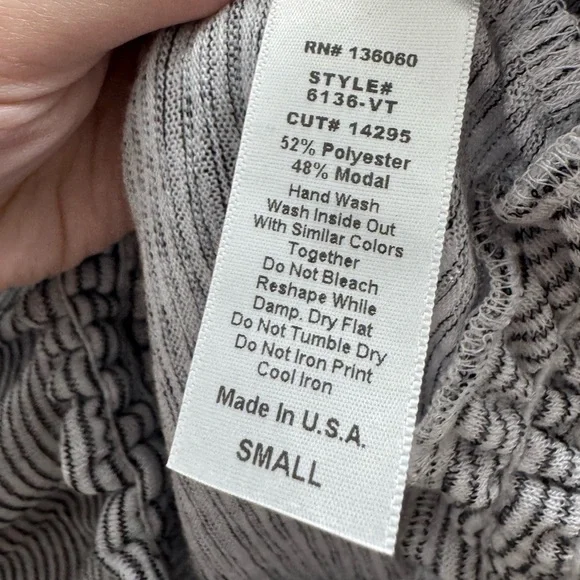 RN# 136060
STYLE#
6136-VT
CUT# 14295
52% Polyester
48% Modal
Hand Wash
Wash Inside Out
With Similar Colors
Together
Do Not Bleach
Reshape While
Damp. Dry Flat
Do Not Tumble Dry
Do Not Iron Print
Cool Iron
Made In U.S.A.
SMALL